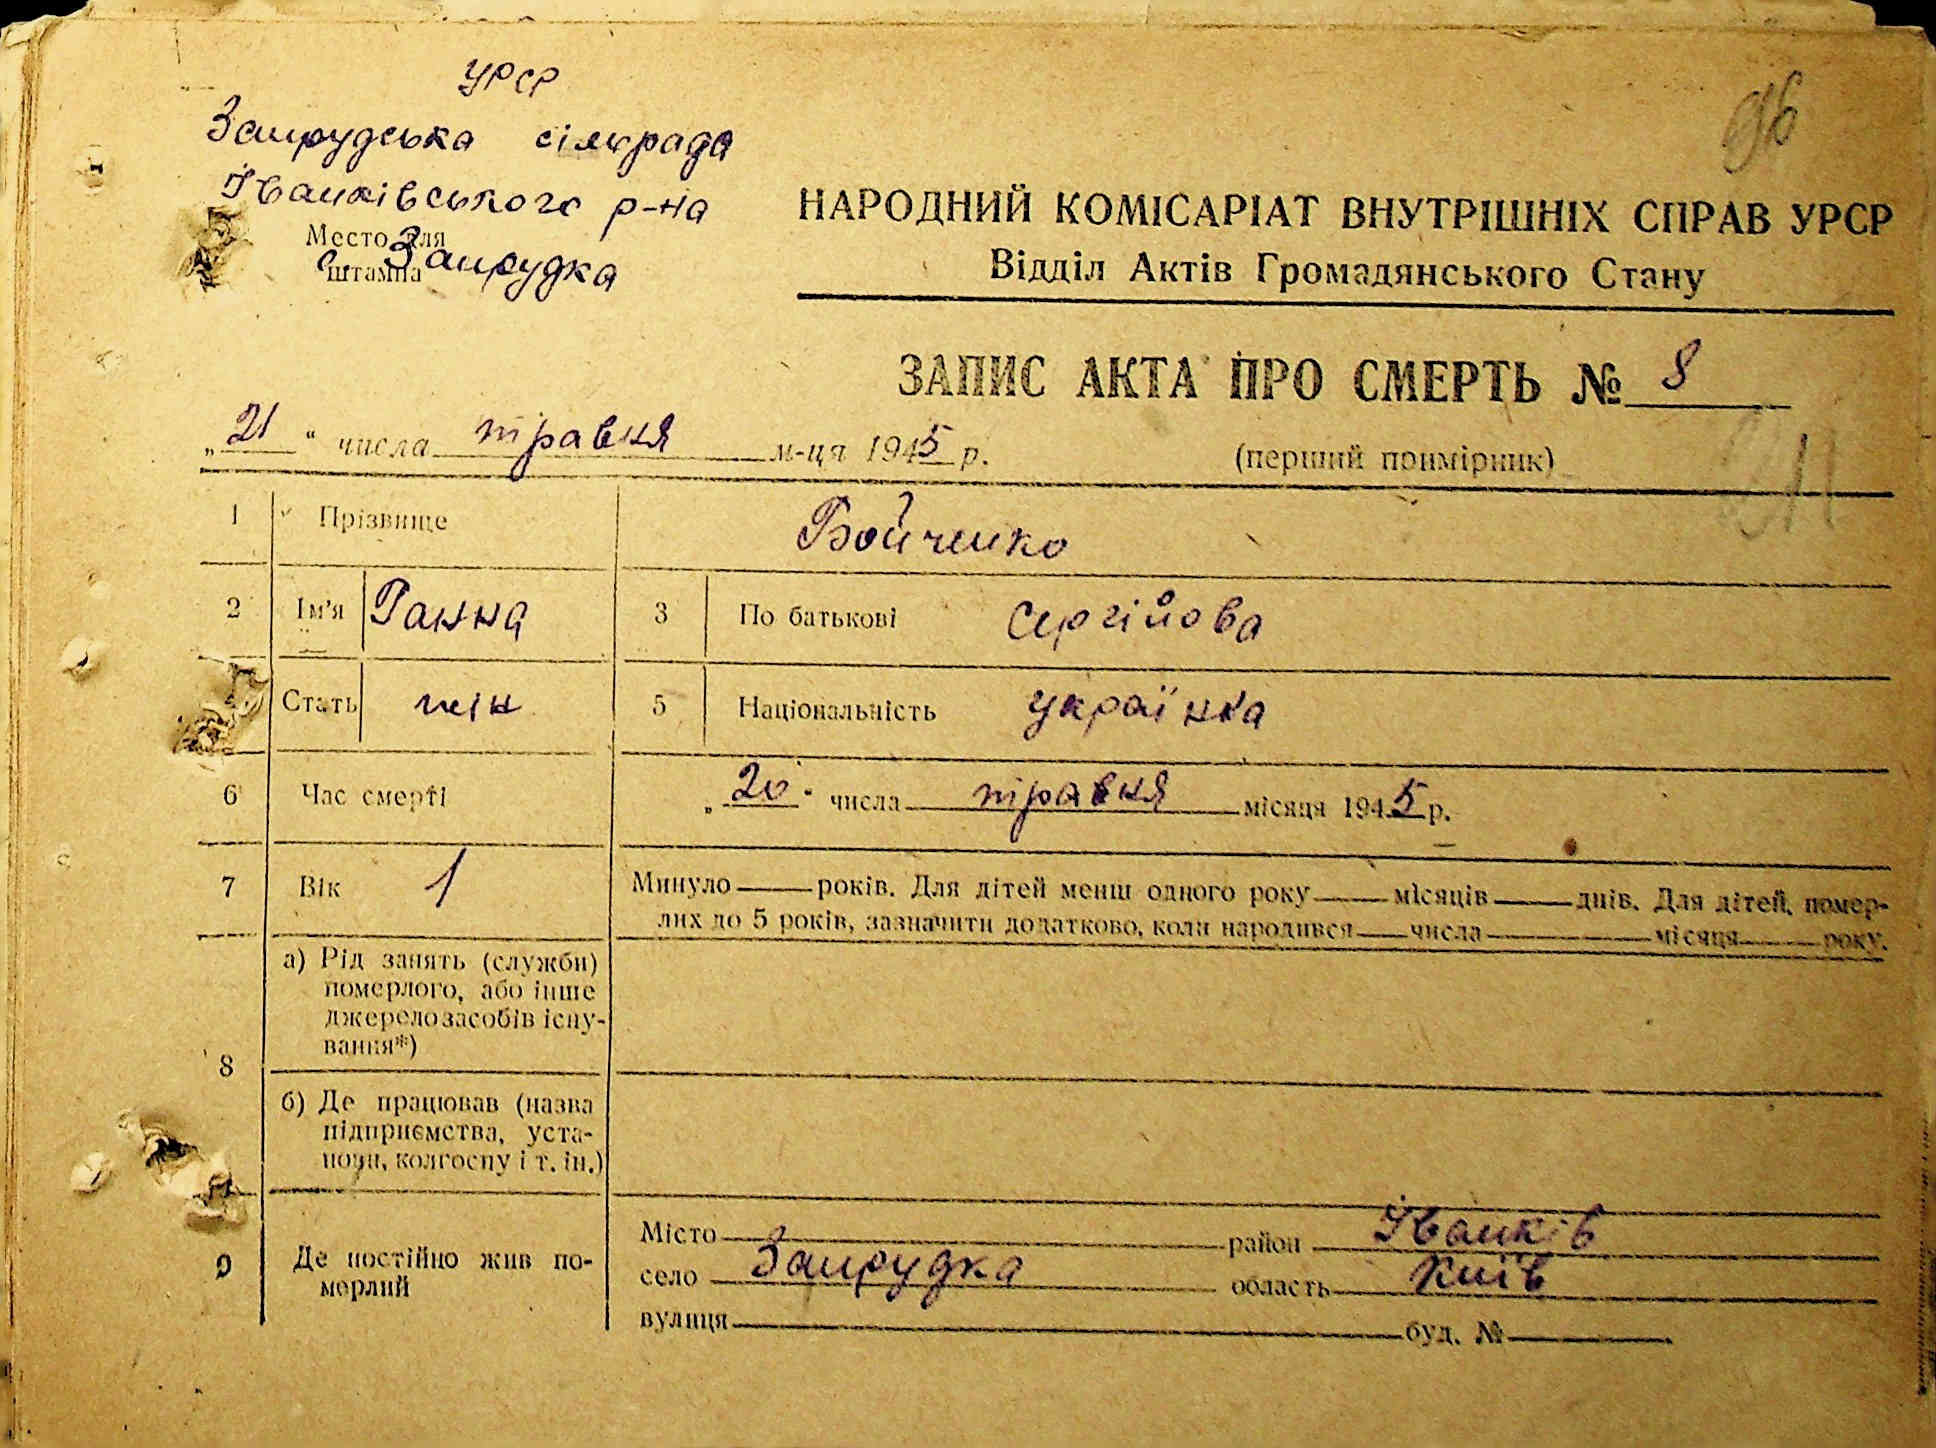 УРСР
Запрудська сільрада
Іванківського р-на
Место для
штампа
с. Запрудка
96
НАРОДНИЙ КОМІСАРІАТ ВНУТРІШНІХ СПРАВ УРСР
Відділ Актів Громадянського Стану
ЗАПИС АКТА ПРО СМЕРТЬ № 8
„21“ числа травня м-ця 1945 р. (перший понмірник)
1 Прізвище Бойченко
2 Ім'я Ганна 3 По батькові Сергійова
Стать жін 5 Національність українка
6 Час смерті „20“ числа травня місяця 1945 р.
7 Вік 1 Минуло ___ років. Для дітей менш одного року ___ місяців ___ днів. Для дітей, помер-
лих до 5 років, зазначити додатково, коли народився ___ числа ___ місяця ___ року.
8 а) Рід занять (служби)
померлого, або інше
джерело засобів існу-
вання*)
б) Де працював (назва
підприємства, уста-
нови, колгоспу і т. ін.)
9 Де постійно жив по-
мерлий
Місто ___ район Іванків
село Запрудка область Київ
вулиця ___ буд. № ___